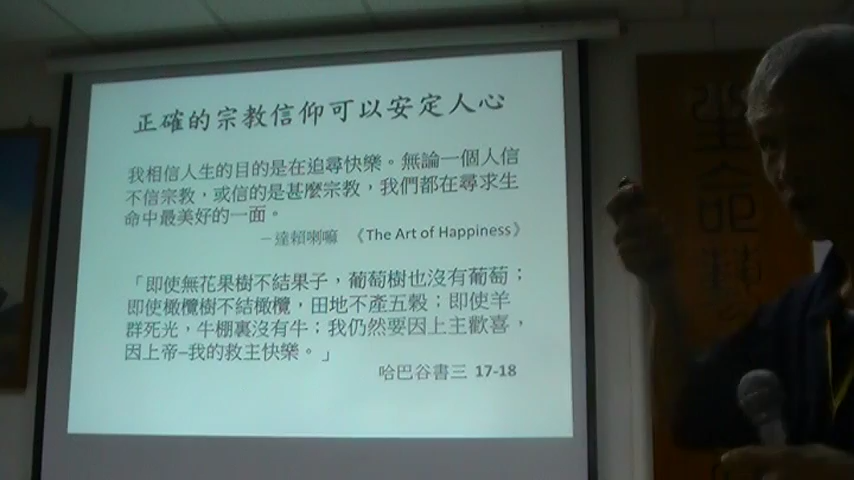 正確的宗教信仰可以安定人心
我相信人生的目的是在追尋快樂。無論一個人信
不信宗教，或信的是甚麼宗教，我們都在尋求生
命中最美好的一面。
－達賴喇嘛 《The Art of Happiness》
「即使無花果樹不結果子，葡萄樹也沒有葡萄；
即使橄欖樹不結橄欖，田地不產五穀；即使羊
群死光，牛棚裏沒有牛；我仍然要因上主歡喜，
因上帝–我的救主快樂。」
哈巴谷書三 17-18
命